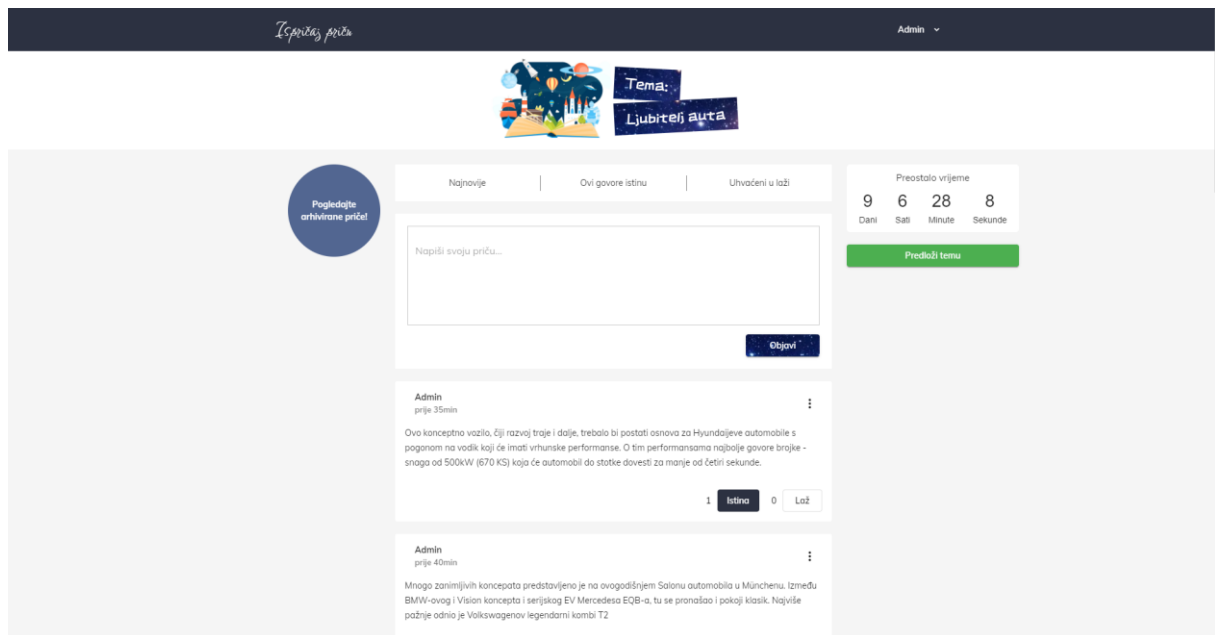 Ispričaj priču
Admin
Tema:
Ljubitelj auta
Pogledajte
arhivirane priče!
Najnovije
Ovi govore istinu
Uhvaćeni u laži
Preostalo vrijeme
9 6 28 8
Dani Sati Minute Sekunde
Predloži temu
Napiši svoju priču...
Objavi
Admin
prije 35min
Ovo konceptno vozilo, čiji razvoj traje i dalje, trebalo bi postati osnova za Hyundaijeve automobile s
pogonom na vodik koji će imati vrhunske performanse. O tim performansama najbolje govore brojke -
snaga od 500kW (670 KS) koja će automobil do stotke dovesti za manje od četiri sekunde.
1 Istina 0 Laž
Admin
prije 40min
Mnogo zanimljivih koncepata predstavljeno je na ovogodišnjem Salonu automobila u Münchenu. Između
BMW-ovog i Vision koncepta i serijskog EV Mercedesa EQB-a, tu se pronašao i pokoji klasik. Najviše
pažnje odnio je Volkswagenov legendarni kombi T2